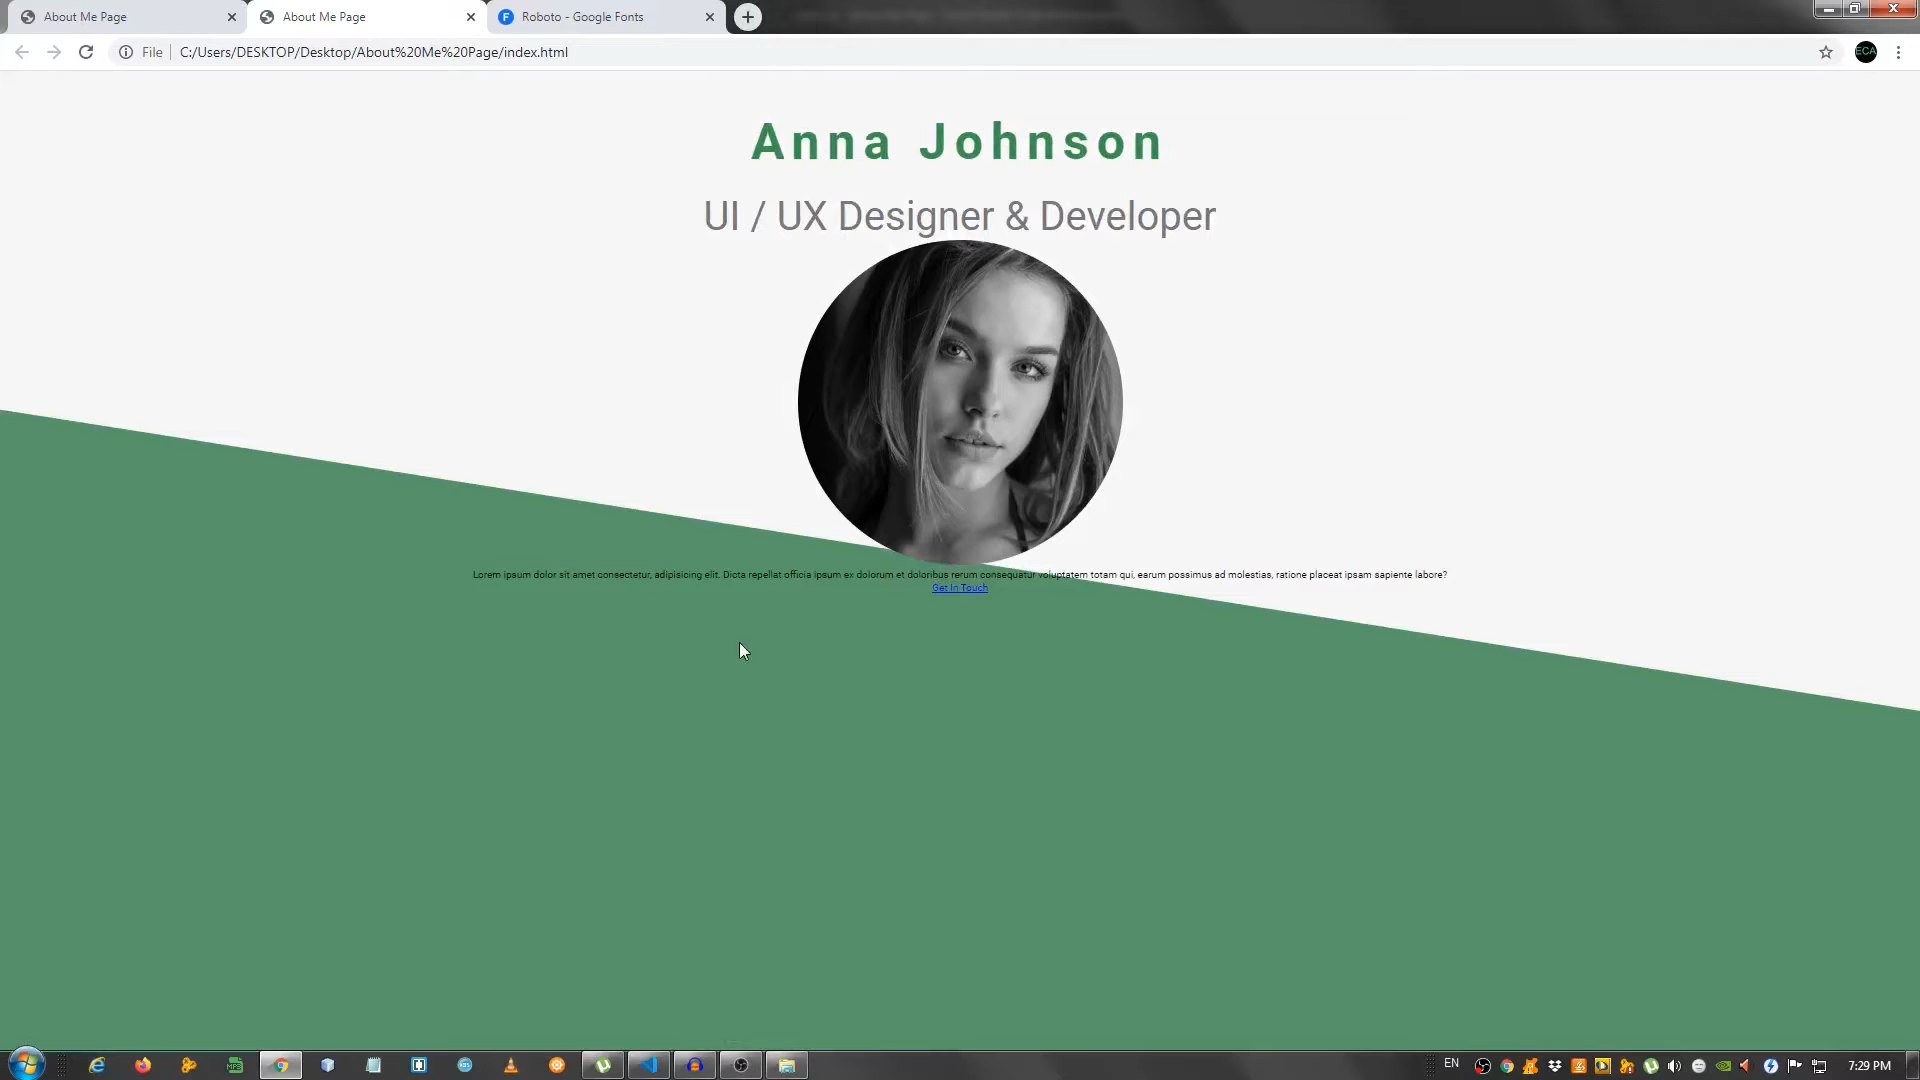 About Me Page
About Me Page
Roboto - Google Fonts
File
C:/Users/DESKTOP/Desktop/About%20Me%20Page/index.html
ECA
Anna Johnson
UI / UX Designer & Developer
Lorem ipsum dolor sit amet consectetur, adipisicing elit. Dicta repellat officia ipsum ex dolorum et doloribus rerum consequatur voluptatem totam qui, earum possimus ad molestias, ratione placeat ipsam sapiente labore?
Get In Touch
EN
7:29 PM